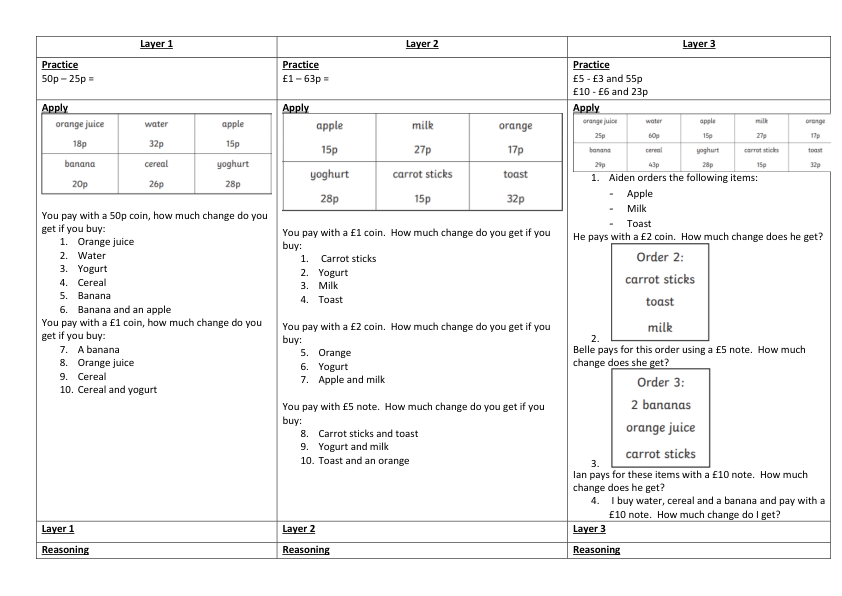 Layer 1
Layer 2
Layer 3
Practice
50p – 25p =
Practice
£1 – 63p =
Practice
£5 - £3 and 55p
£10 - £6 and 23p
Apply
orange juice water apple
18p 32p 15p
banana cereal yoghurt
20p 26p 28p
You pay with a 50p coin, how much change do you
get if you buy:
1. Orange juice
2. Water
3. Yogurt
4. Cereal
5. Banana
6. Banana and an apple
You pay with a £1 coin, how much change do you
get if you buy:
7. A banana
8. Orange juice
9. Cereal
10. Cereal and yogurt
Apply
apple milk orange
15p 27p 17p
yoghurt carrot sticks toast
28p 15p 32p
You pay with a £1 coin. How much change do you get if you
buy:
1. Carrot sticks
2. Yogurt
3. Milk
4. Toast
You pay with a £2 coin. How much change do you get if you
buy:
5. Orange
6. Yogurt
7. Apple and milk
You pay with £5 note. How much change do you get if you
buy:
8. Carrot sticks and toast
9. Yogurt and milk
10. Toast and an orange
Apply
orange juice water apple milk orange
25p 60p 15p 27p 17p
banana cereal yoghurt carrot sticks toast
29p 43p 28p 15p 32p
1. Aiden orders the following items:
- Apple
- Milk
- Toast
He pays with a £2 coin. How much change does he get?
Order 2:
carrot sticks
toast
milk
2.
Belle pays for this order using a £5 note. How much
change does she get?
Order 3:
2 bananas
orange juice
carrot sticks
3.
Ian pays for these items with a £10 note. How much
change does he get?
4. I buy water, cereal and a banana and pay with a
£10 note. How much change do I get?
Layer 1
Layer 2
Layer 3
Reasoning
Reasoning
Reasoning